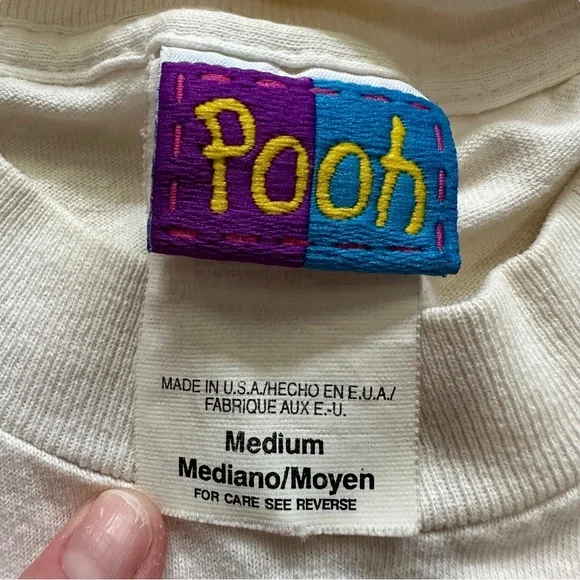 Pooh
MADE IN U.S.A./HECHO EN E.U.A./
FABRIQUE AUX E.-U.
Medium
Mediano/Moyen
FOR CARE SEE REVERSE